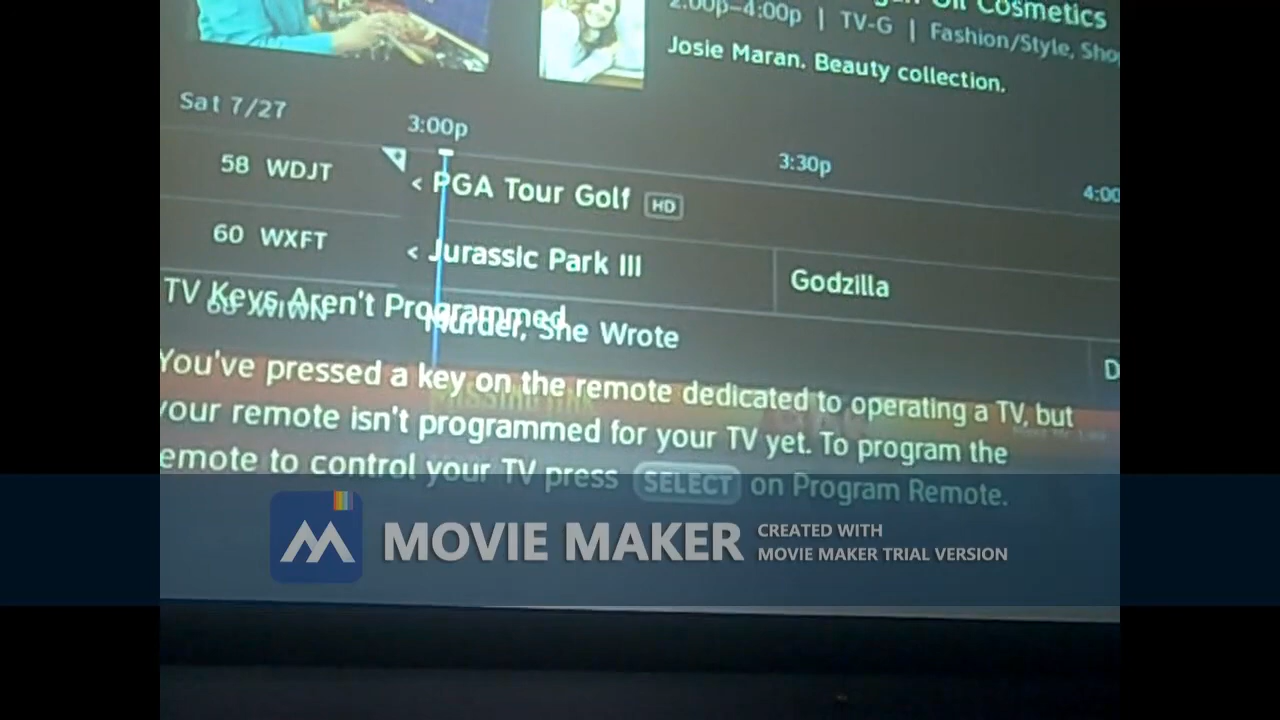 Oil Cosmetics
2:00p-4:00p | TV-G | Fashion/Style, Sho
Josie Maran. Beauty collection.
Sat 7/27
3:00p
3:30p
4:00
58 WDJT
< PGA Tour Golf HD
60 WXFT
< Jurassic Park III
Godzilla
68 WIWN
Murder, She Wrote
D
TV Keys Aren't Programmed
You've pressed a key on the remote dedicated to operating a TV, but
your remote isn't programmed for your TV yet. To program the
emote to control your TV press SELECT on Program Remote.
MOVIE MAKER
CREATED WITH
MOVIE MAKER TRIAL VERSION